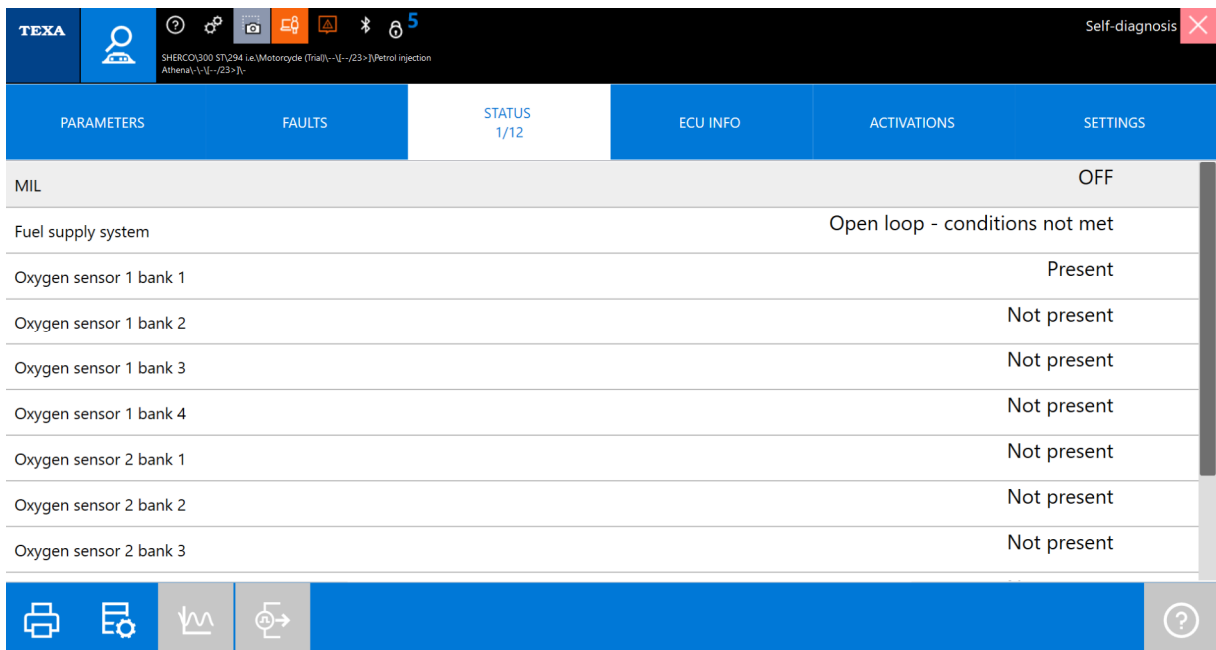 TEXA
5
Self-diagnosis
SHERCO\300 ST\294 i.e.\Motorcycle (Trial)\--\[--/23>]\Petrol injection
Athena\-\-\[--/23>]\-
PARAMETERS
FAULTS
STATUS
1/12
ECU INFO
ACTIVATIONS
SETTINGS
MIL OFF
Fuel supply system Open loop - conditions not met
Oxygen sensor 1 bank 1 Present
Oxygen sensor 1 bank 2 Not present
Oxygen sensor 1 bank 3 Not present
Oxygen sensor 1 bank 4 Not present
Oxygen sensor 2 bank 1 Not present
Oxygen sensor 2 bank 2 Not present
Oxygen sensor 2 bank 3 Not present